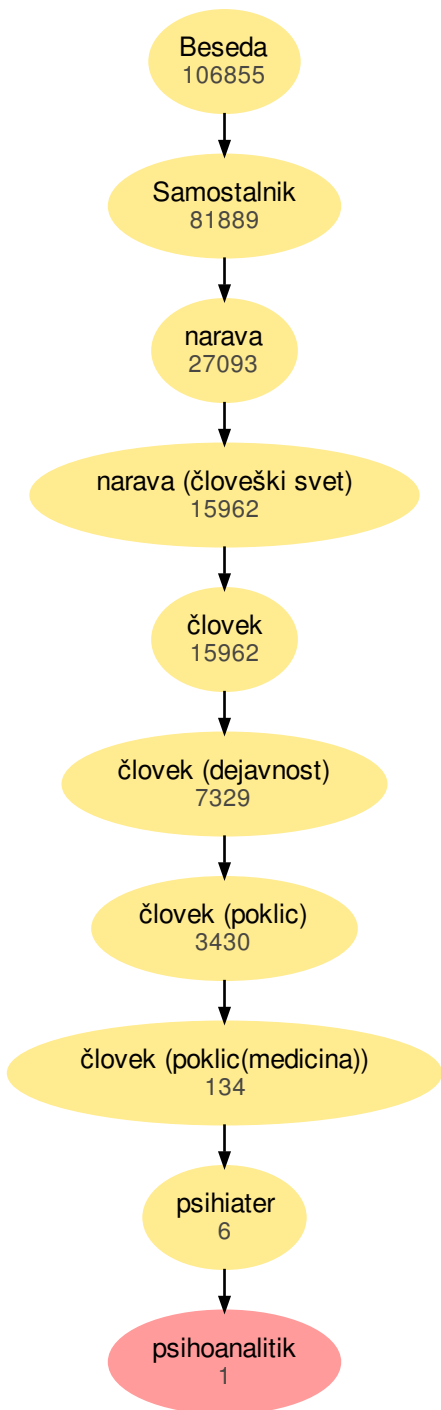 Beseda
106855
Samostalnik
81889
narava
27093
narava (človeški svet)
15962
človek
15962
človek (dejavnost)
7329
človek (poklic)
3430
človek (poklic(medicina))
134
psihiater
6
psihoanalitik
1